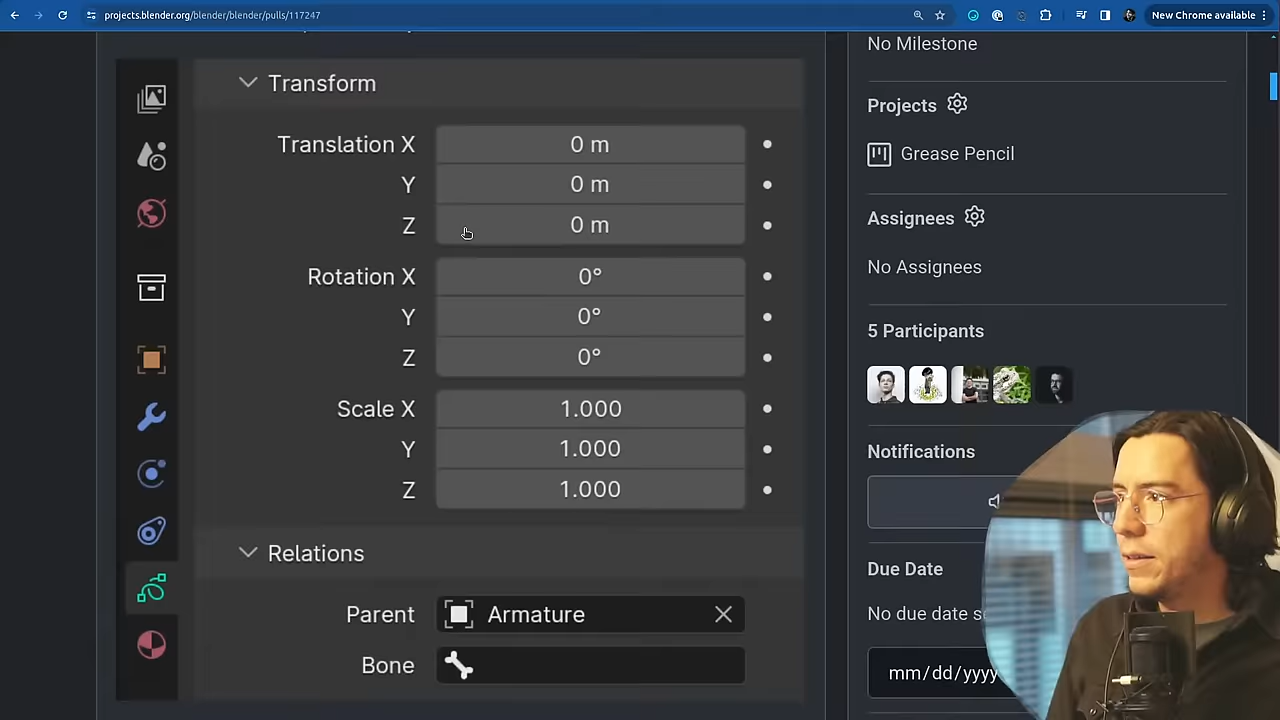 projects.blender.org/blender/blender/pulls/117247
New Chrome available
Transform
Translation X 0 m
Y 0 m
Z 0 m
Rotation X 0°
Y 0°
Z 0°
Scale X 1.000
Y 1.000
Z 1.000
Relations
Parent Armature
Bone
No Milestone
Projects
Grease Pencil
Assignees
No Assignees
5 Participants
Notifications
Due Date
No due date se
mm/dd/yyyy